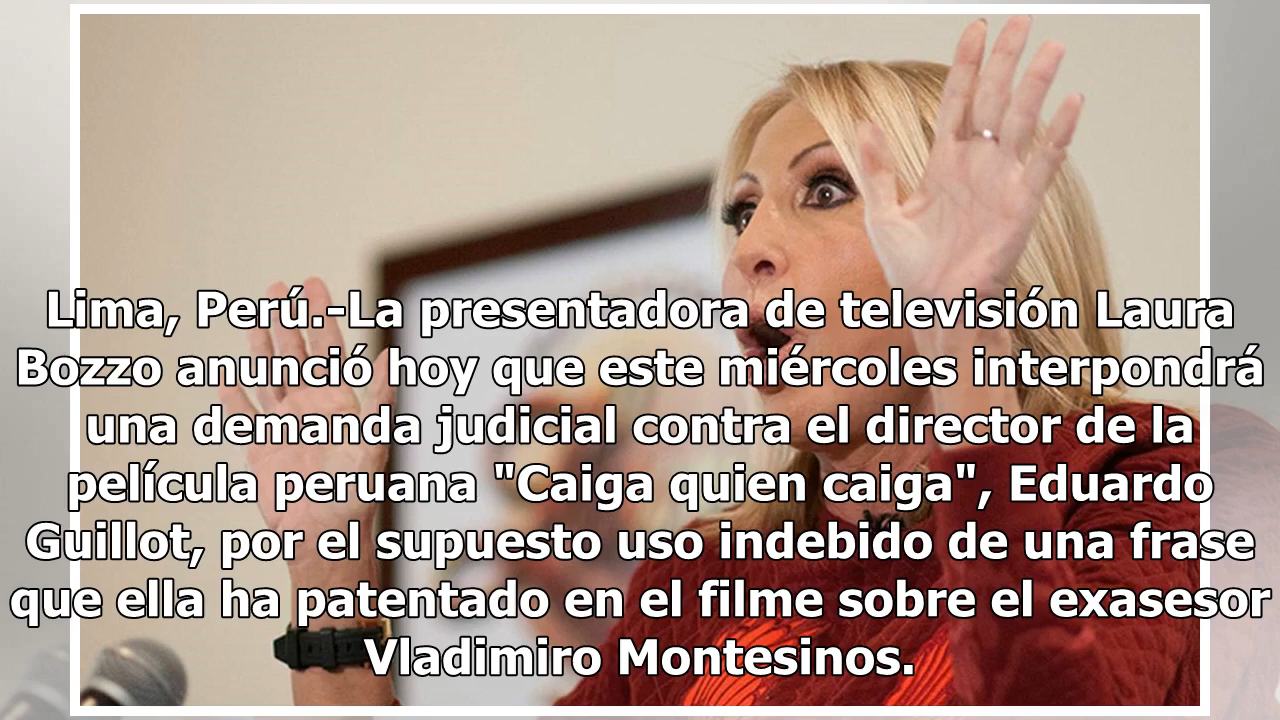 Lima, Perú.-La presentadora de televisión Laura
Bozzo anunció hoy que este miércoles interpondrá
una demanda judicial contra el director de la
película peruana "Caiga quien caiga", Eduardo
Guillot, por el supuesto uso indebido de una frase
que ella ha patentado en el filme sobre el exasesor
Vladimiro Montesinos.